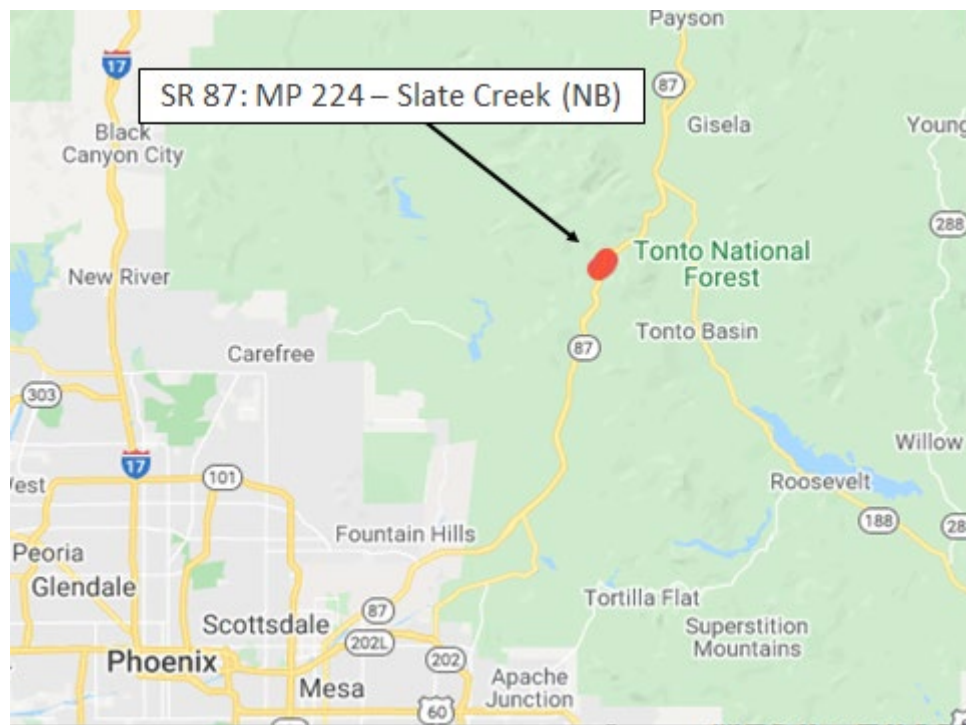 Payson
17
87
SR 87: MP 224 – Slate Creek (NB)
Gisela
Young
Black
Canyon City
288
Tonto National
Forest
New River
Tonto Basin
87
Carefree
303
Willow
17
101
Roosevelt
188
28
Fountain Hills
Peoria
Glendale
87
Tortilla Flat
Scottsdale
202L
Superstition
Mountains
Phoenix
202
Mesa
Apache
Junction
60